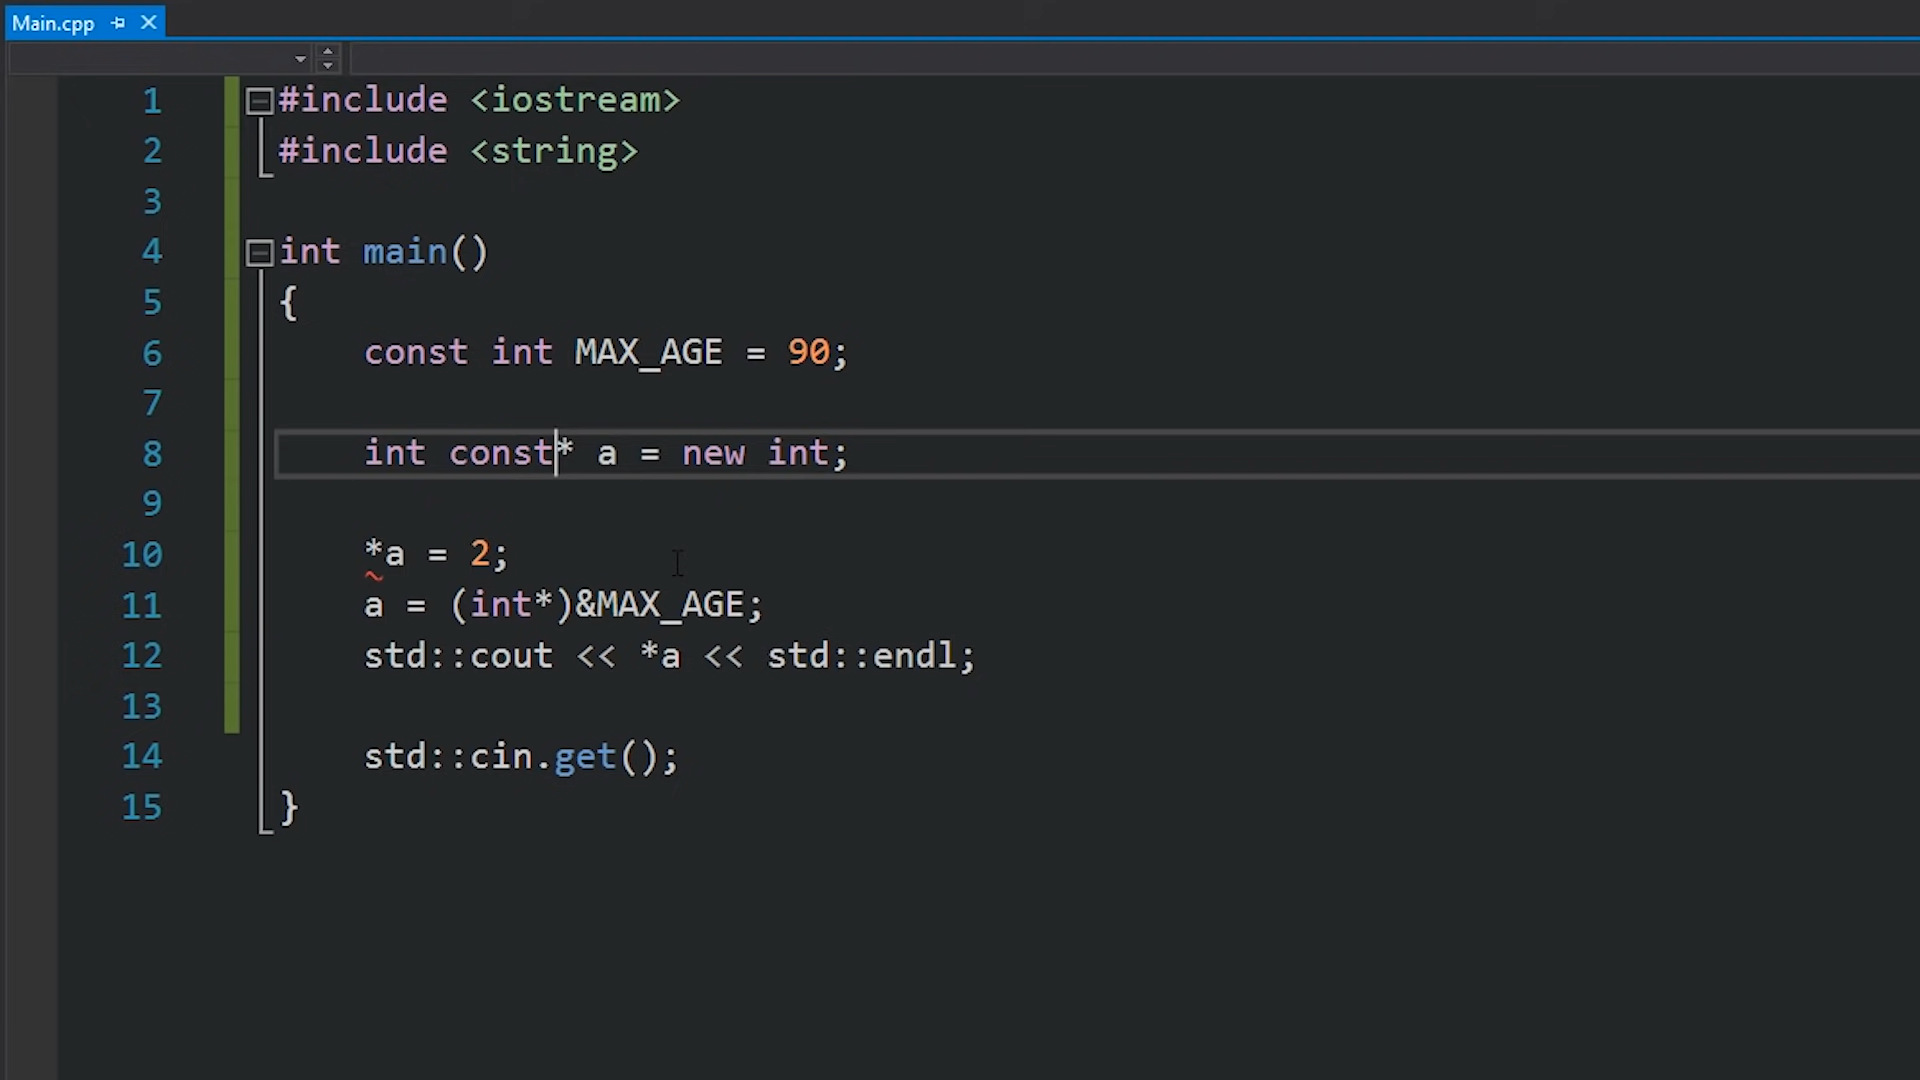 Main.cpp
1 #include <iostream>
2 #include <string>
3
4 int main()
5 {
6 const int MAX_AGE = 90;
7
8 int const* a = new int;
9
10 *a = 2;
11 a = (int*)&MAX_AGE;
12 std::cout << *a << std::endl;
13
14 std::cin.get();
15 }